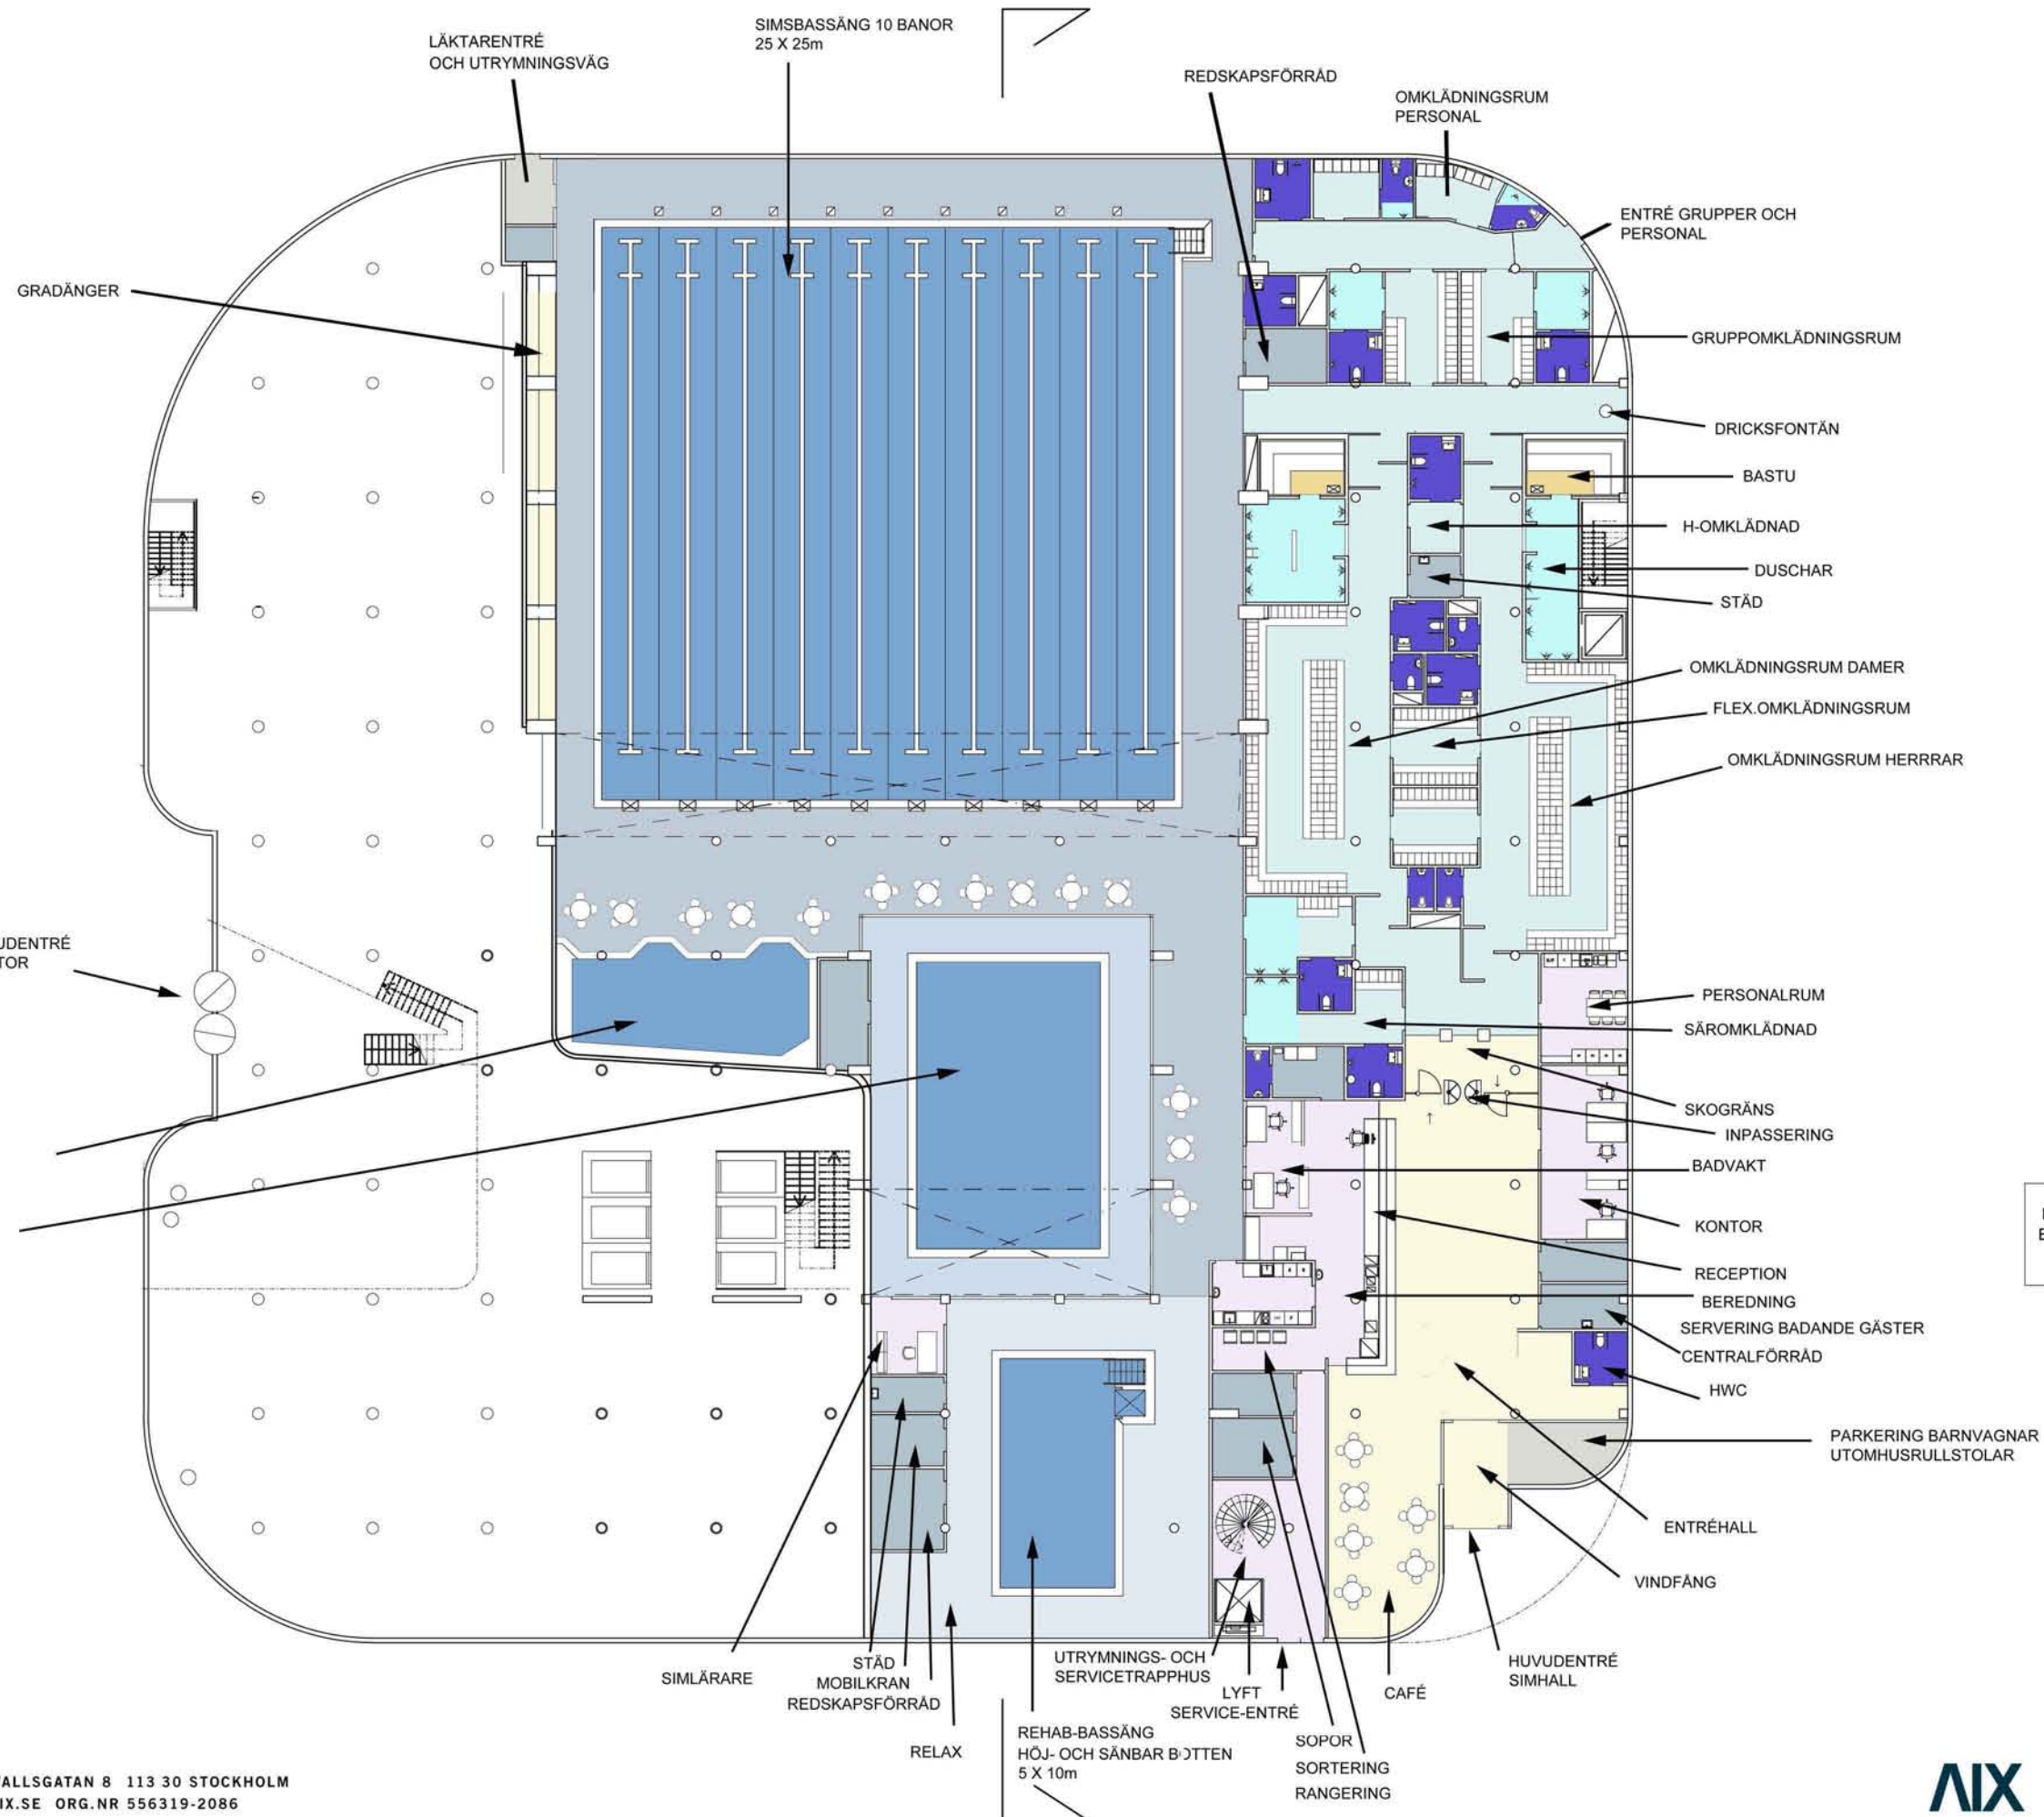 SIMSBASSÄNG 10 BANOR
25 X 25m
LÄKTARENTRÉ
OCH UTRYMNINGSVÄG
REDSKAPSFÖRRÅD
OMKLÄDNINGSRUM
PERSONAL
ENTRÉ GRUPPER OCH
PERSONAL
GRADÄNGER
GRUPPOMKLÄDNINGSRUM
DRICKSFONTÄN
BASTU
H-OMKLÄDNAD
DUSCHAR
STÄD
OMKLÄDNINGSRUM DAMER
FLEX.OMKLÄDNINGSRUM
OMKLÄDNINGSRUM HERRRAR
UDENTRÉ
TOR
PERSONALRUM
SÄROMKLÄDNAD
SKOGRÄNS
INPASSERING
BADVAKT
KONTOR
RECEPTION
BEREDNING
SERVERING BADANDE GÄSTER
CENTRALFÖRRÅD
HWC
PARKERING BARNVAGNAR
UTOMHUSRULLSTOLAR
ENTRÉHALL
VINDFÅNG
HUVUDENTRÉ
SIMHALL
CAFÉ
SIMLÄRARE
STÄD
MOBILKRAN
REDSKAPSFÖRRÅD
RELAX
UTRYMNINGS- OCH
SERVICETRAPPHUS
LYFT
SERVICE-ENTRÉ
REHAB-BASSÄNG
HÖJ- OCH SÄNBAR BOTTEN
5 X 10m
SOPOR
SORTERING
RANGERING
ALLSGATAN 8 113 30 STOCKHOLM
IX.SE ORG.NR 556319-2086
AIX